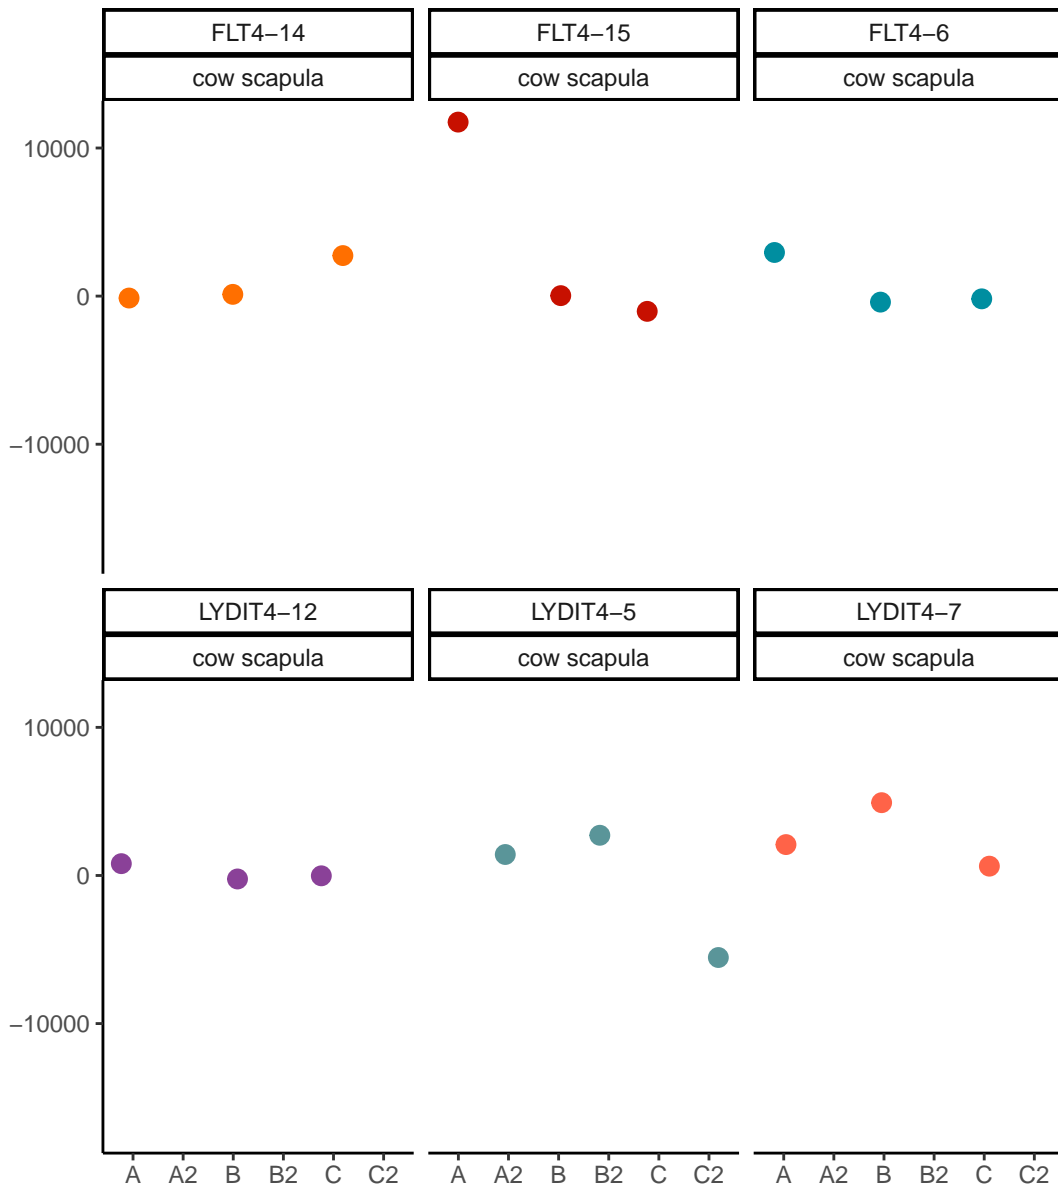 FLT4−14 FLT4−15 FLT4−6
cow scapula cow scapula cow scapula
10000
0
−10000
LYDIT4−12 LYDIT4−5 LYDIT4−7
cow scapula cow scapula cow scapula
10000
0
−10000
A A2 B B2 C C2 A A2 B B2 C C2 A A2 B B2 C C2